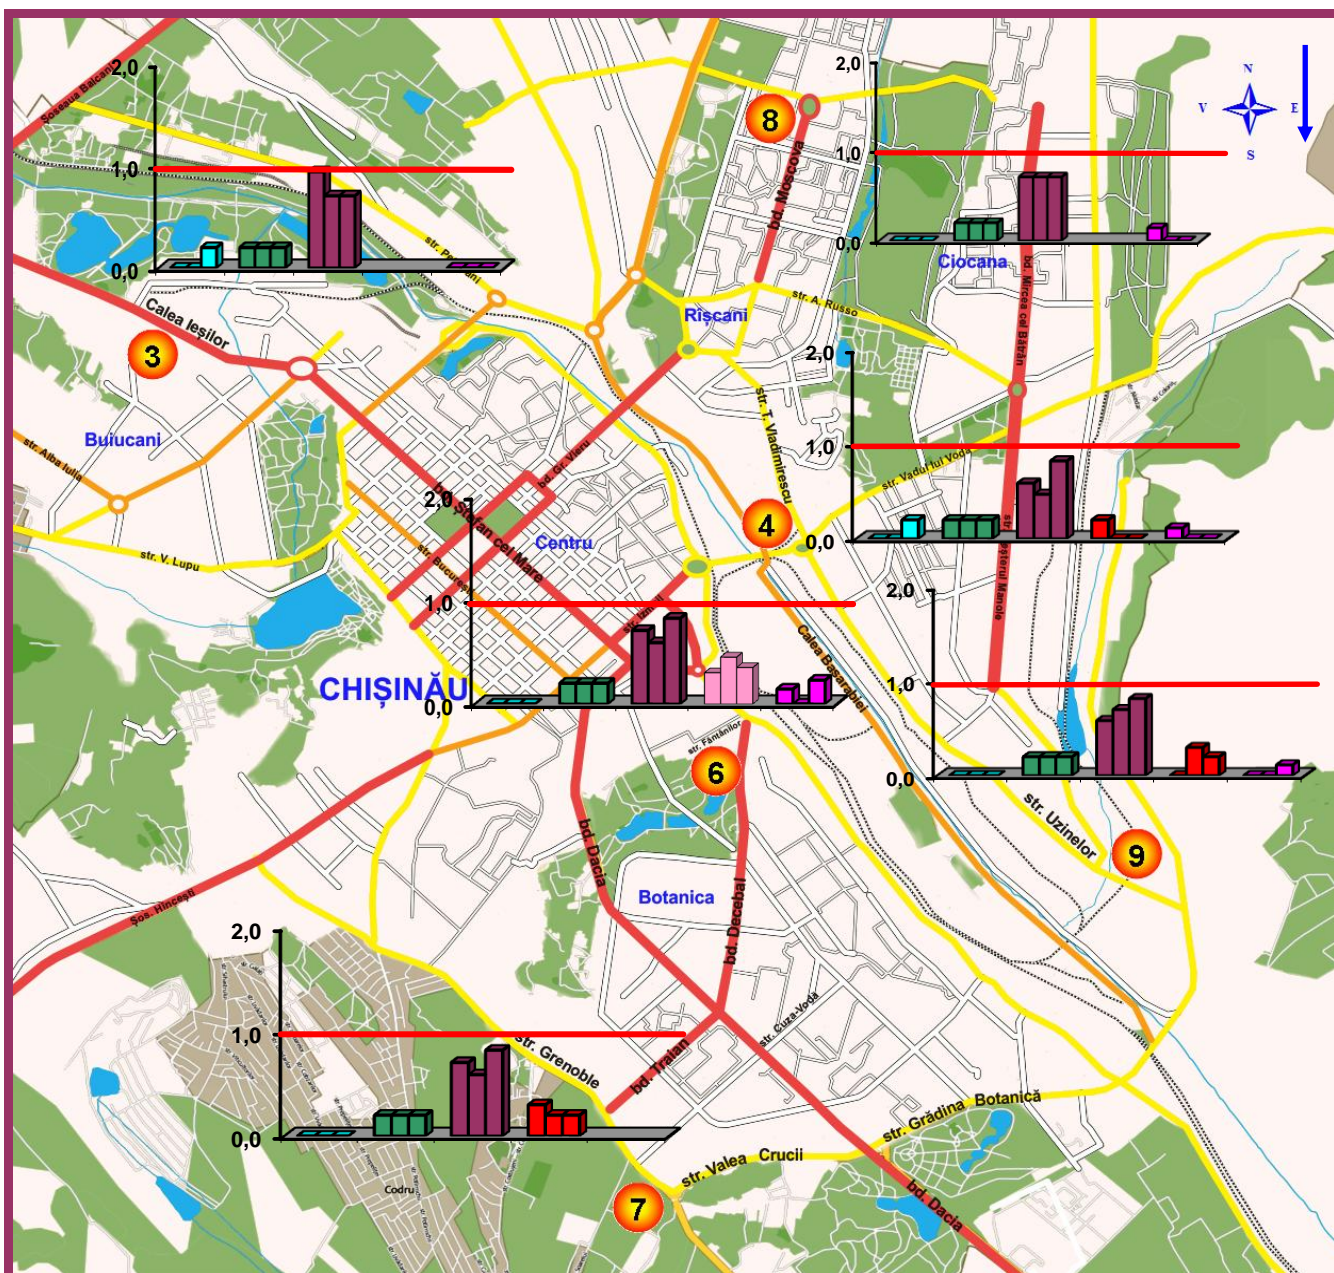 Șoseaua Balcani
2,0
1,0
0,0
2,0
1,0
0,0
N
V
E
S
8
bd. Moscova
Ciocana
bd. Mircea cel Bătrân
Calea Ieșilor
3
Rîșcani
str. A. Russo
2,0
1,0
0,0
str. T. Vladimirescu
str. Vadul lui Vodă
Buiucani
str. Alba Iulia
str. V. Lupu
bd. Gr. Vieru
Centru
bd. Ștefan cel Mare
str. București
4
2,0
1,0
0,0
CHIȘINĂU
Calea Basarabiei
2,0
1,0
0,0
str. Fântânilor
6
bd. Dacia
Botanica
bd. Decebal
str. Uzinelor
9
Șos. Hîncești
2,0
1,0
0,0
str. Grenoble
bd. Traian
str. Cuza-Vodă
str. Grădina Botanică
str. Valea Crucii
bd. Dacia
Codru
7